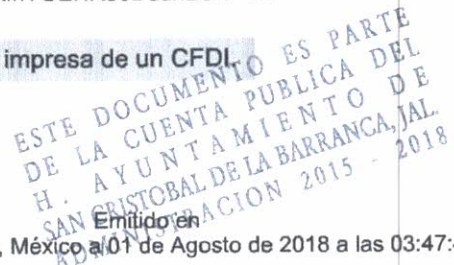 impresa de un CFDI.
ESTE DOCUMENTO ES PARTE
DE LA CUENTA PUBLICA DEL
H. AYUNTAMIENTO DE
SAN CRISTOBAL DE LA BARRANCA, JAL.
ADMINISTRACION 2015 - 2018
Emitido en
, México a 01 de Agosto de 2018 a las 03:47: